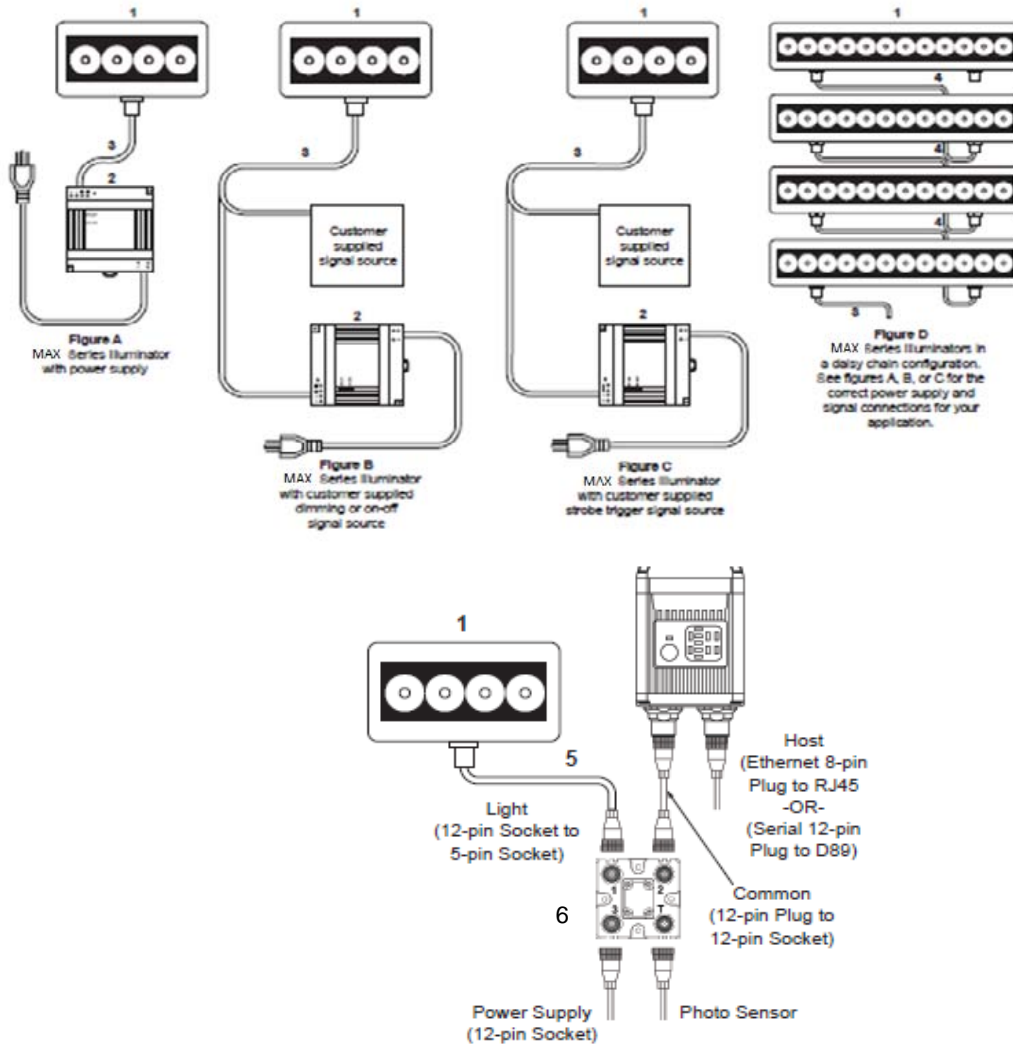 1
3
2
Figure A
MAX Series Illuminator
with power supply
1
3
Customer
supplied
signal source
2
Figure B
MAX Series Illuminator
with customer supplied
dimming or on-off
signal source
1
3
Customer
supplied
signal source
2
Figure C
MAX Series Illuminator
with customer supplied
strobe trigger signal source
1
4
4
4
3
Figure D
MAX Series Illuminators in
a daisy chain configuration.
See figures A, B, or C for the
correct power supply and
signal connections for your
application.
1
5
Light
(12-pin Socket to
5-pin Socket)
Host
(Ethernet 8-pin
Plug to RJ45
-OR-
(Serial 12-pin
Plug to D89)
Common
(12-pin Plug to
12-pin Socket)
6
1
2
3
T
Power Supply
(12-pin Socket)
Photo Sensor